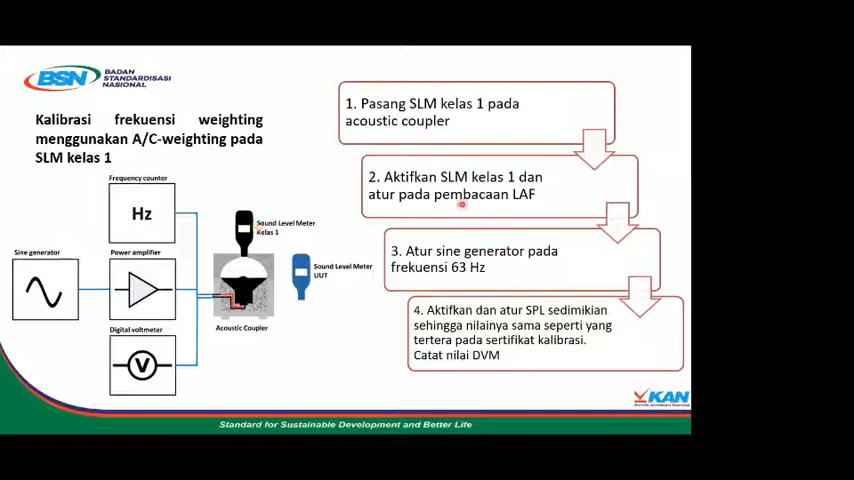 BSN
BADAN
STANDARDISASI
NASIONAL
Kalibrasi frekuensi weighting
menggunakan A/C-weighting pada
SLM kelas 1
Frequency counter
Hz
Sine generator
Power amplifier
Digital voltmeter
V
Sound Level Meter
Kelas 1
Sound Level Meter
UUT
Acoustic Coupler
1. Pasang SLM kelas 1 pada
acoustic coupler
2. Aktifkan SLM kelas 1 dan
atur pada pembacaan LAF
3. Atur sine generator pada
frekuensi 63 Hz
4. Aktifkan dan atur SPL sedimikian
sehingga nilainya sama seperti yang
tertera pada sertifikat kalibrasi.
Catat nilai DVM
KAN
Standard for Sustainable Development and Better Life